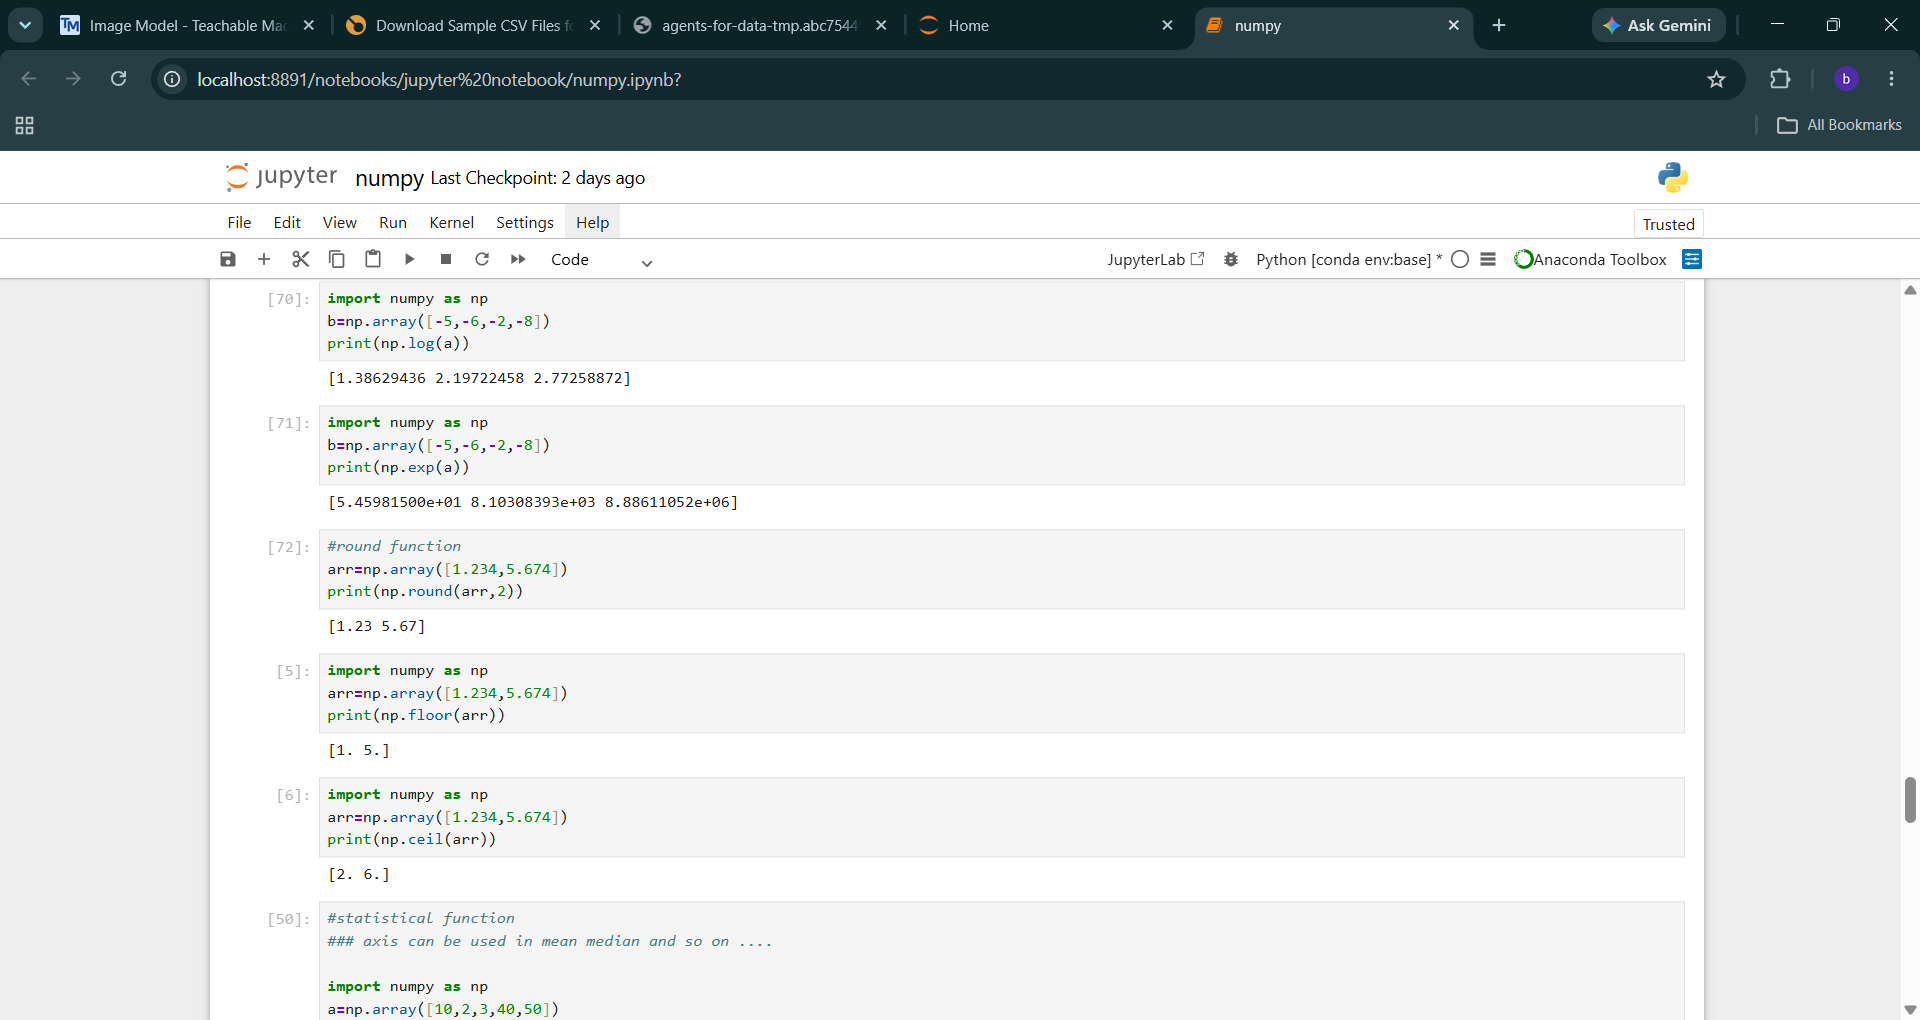 Image Model - Teachable Mac
Download Sample CSV Files fo
agents-for-data-tmp.abc7544
Home
numpy
Ask Gemini
localhost:8891/notebooks/jupyter%20notebook/numpy.ipynb?
b
All Bookmarks
jupyter numpy Last Checkpoint: 2 days ago
File Edit View Run Kernel Settings Help
Trusted
Code
JupyterLab
Python [conda env:base] *
Anaconda Toolbox
[70]:
import numpy as np
b=np.array([-5,-6,-2,-8])
print(np.log(a))
[1.38629436 2.19722458 2.77258872]
[71]:
import numpy as np
b=np.array([-5,-6,-2,-8])
print(np.exp(a))
[5.45981500e+01 8.10308393e+03 8.88611052e+06]
[72]:
#round function
arr=np.array([1.234,5.674])
print(np.round(arr,2))
[1.23 5.67]
[5]:
import numpy as np
arr=np.array([1.234,5.674])
print(np.floor(arr))
[1. 5.]
[6]:
import numpy as np
arr=np.array([1.234,5.674])
print(np.ceil(arr))
[2. 6.]
[50]:
#statistical function
### axis can be used in mean median and so on ....
import numpy as np
a=np.array([10,2,3,40,50])